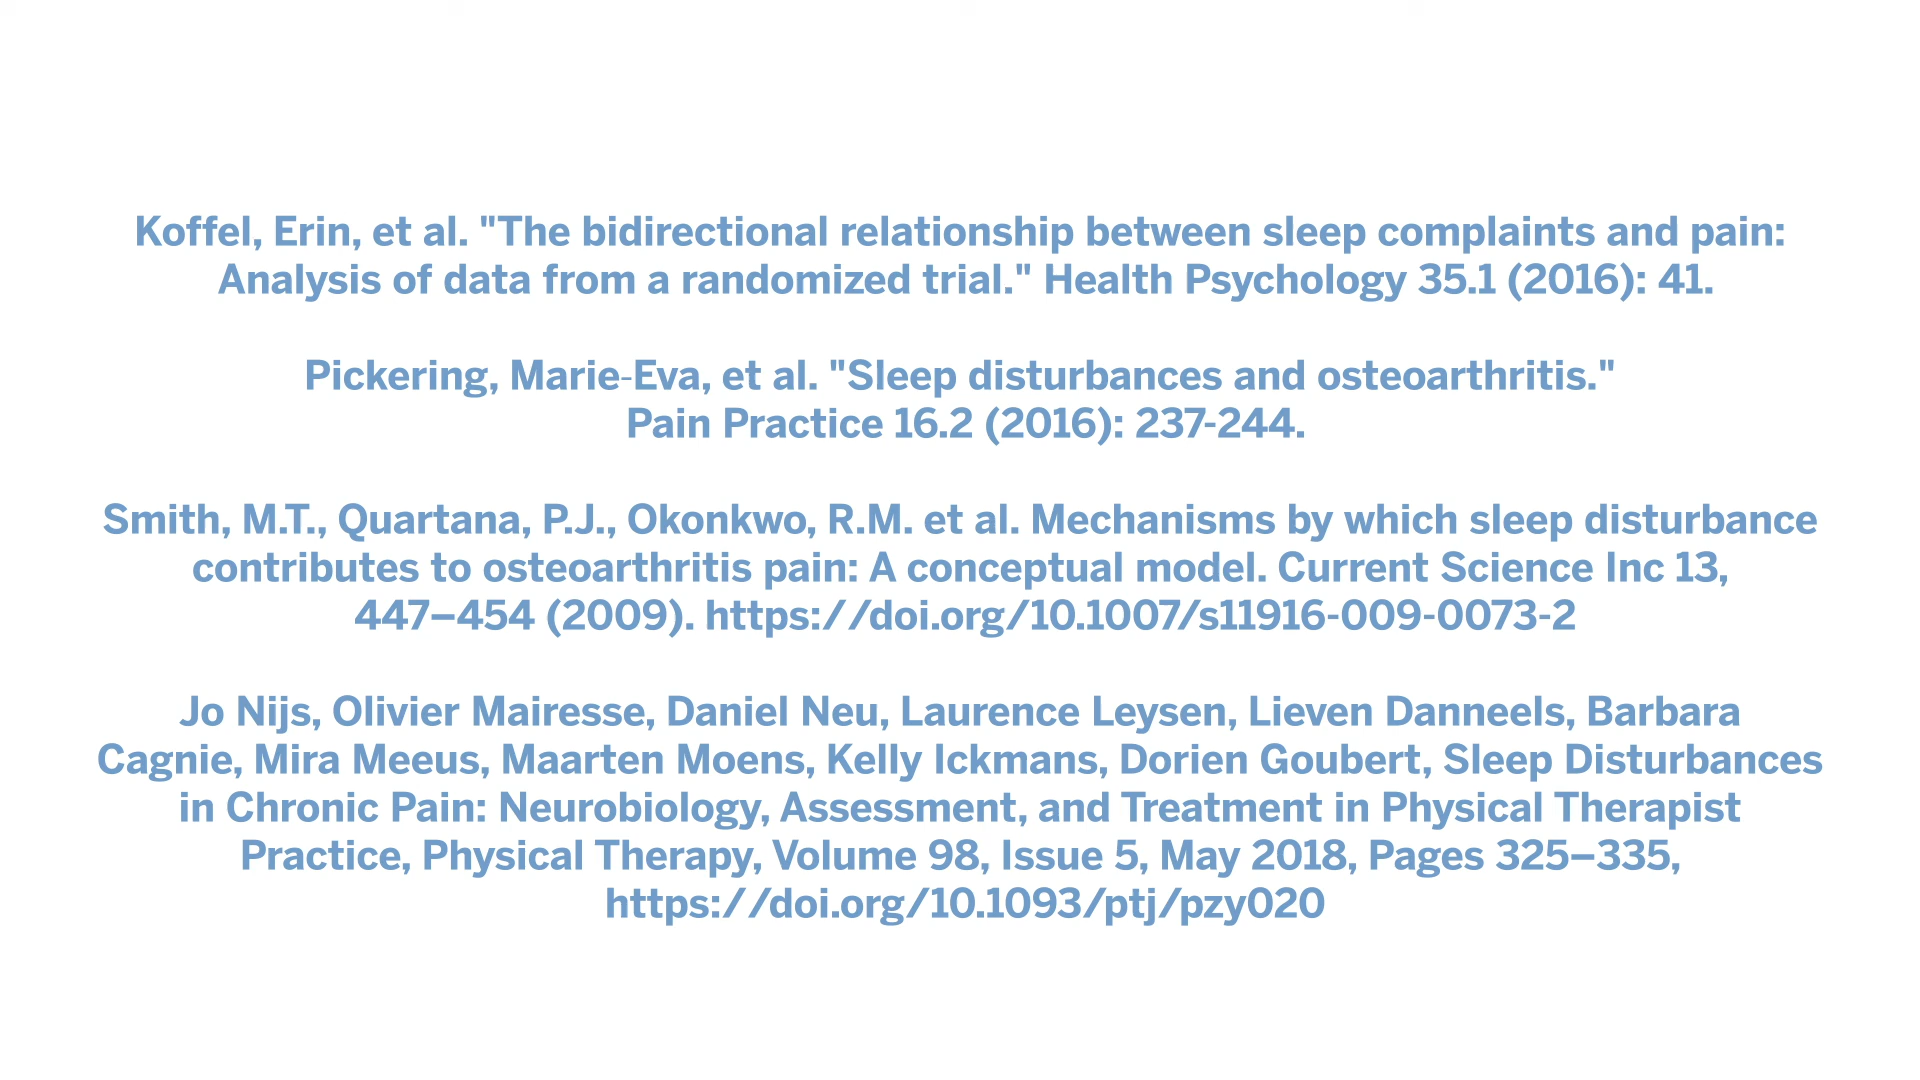 Koffel, Erin, et al. "The bidirectional relationship between sleep complaints and pain:
Analysis of data from a randomized trial." Health Psychology 35.1 (2016): 41.
Pickering, Marie‐Eva, et al. "Sleep disturbances and osteoarthritis."
Pain Practice 16.2 (2016): 237-244.
Smith, M.T., Quartana, P.J., Okonkwo, R.M. et al. Mechanisms by which sleep disturbance
contributes to osteoarthritis pain: A conceptual model. Current Science Inc 13,
447–454 (2009). https://doi.org/10.1007/s11916-009-0073-2
Jo Nijs, Olivier Mairesse, Daniel Neu, Laurence Leysen, Lieven Danneels, Barbara
Cagnie, Mira Meeus, Maarten Moens, Kelly Ickmans, Dorien Goubert, Sleep Disturbances
in Chronic Pain: Neurobiology, Assessment, and Treatment in Physical Therapist
Practice, Physical Therapy, Volume 98, Issue 5, May 2018, Pages 325–335,
https://doi.org/10.1093/ptj/pzy020